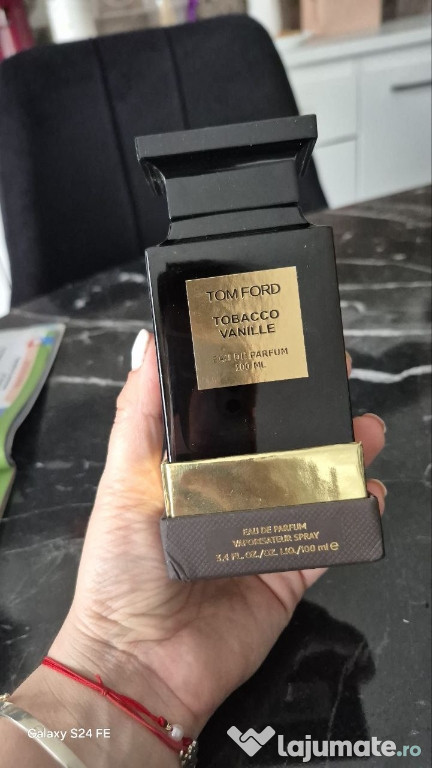 TOM FORD
TOBACCO
VANILLE
EAU DE PARFUM
100 ML
EAU DE PARFUM
VAPORISATEUR SPRAY
3,4 FL.OZ./OZ. LIQ./100 ml e
Galaxy S24 FE
lajumate.ro